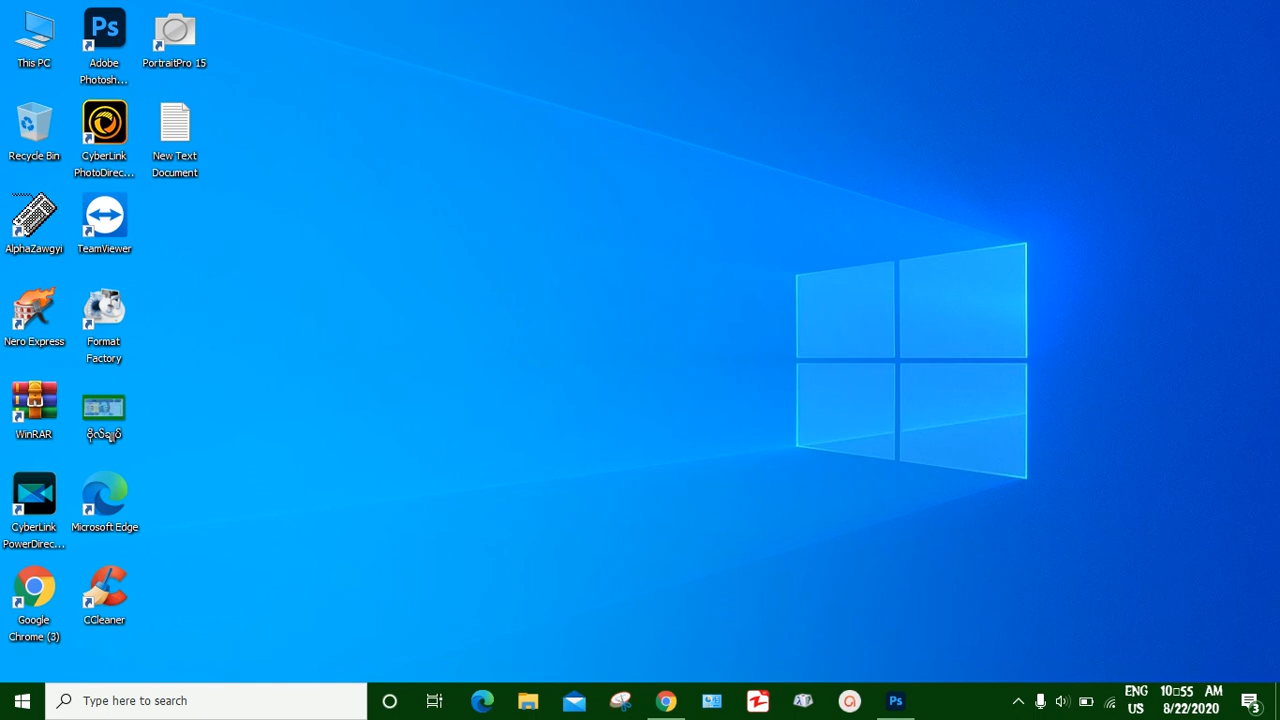 This PC
Adobe
Photosh...
PortraitPro 15
Recycle Bin
CyberLink
PhotoDirec...
New Text
Document
AlphaZawgyi
TeamViewer
Nero Express
Format
Factory
WinRAR
CyberLink
PowerDirec...
Microsoft Edge
Google
Chrome (3)
CCleaner
Type here to search
ENG
US
10□55 AM
8/22/2020
3
Ps
Ps